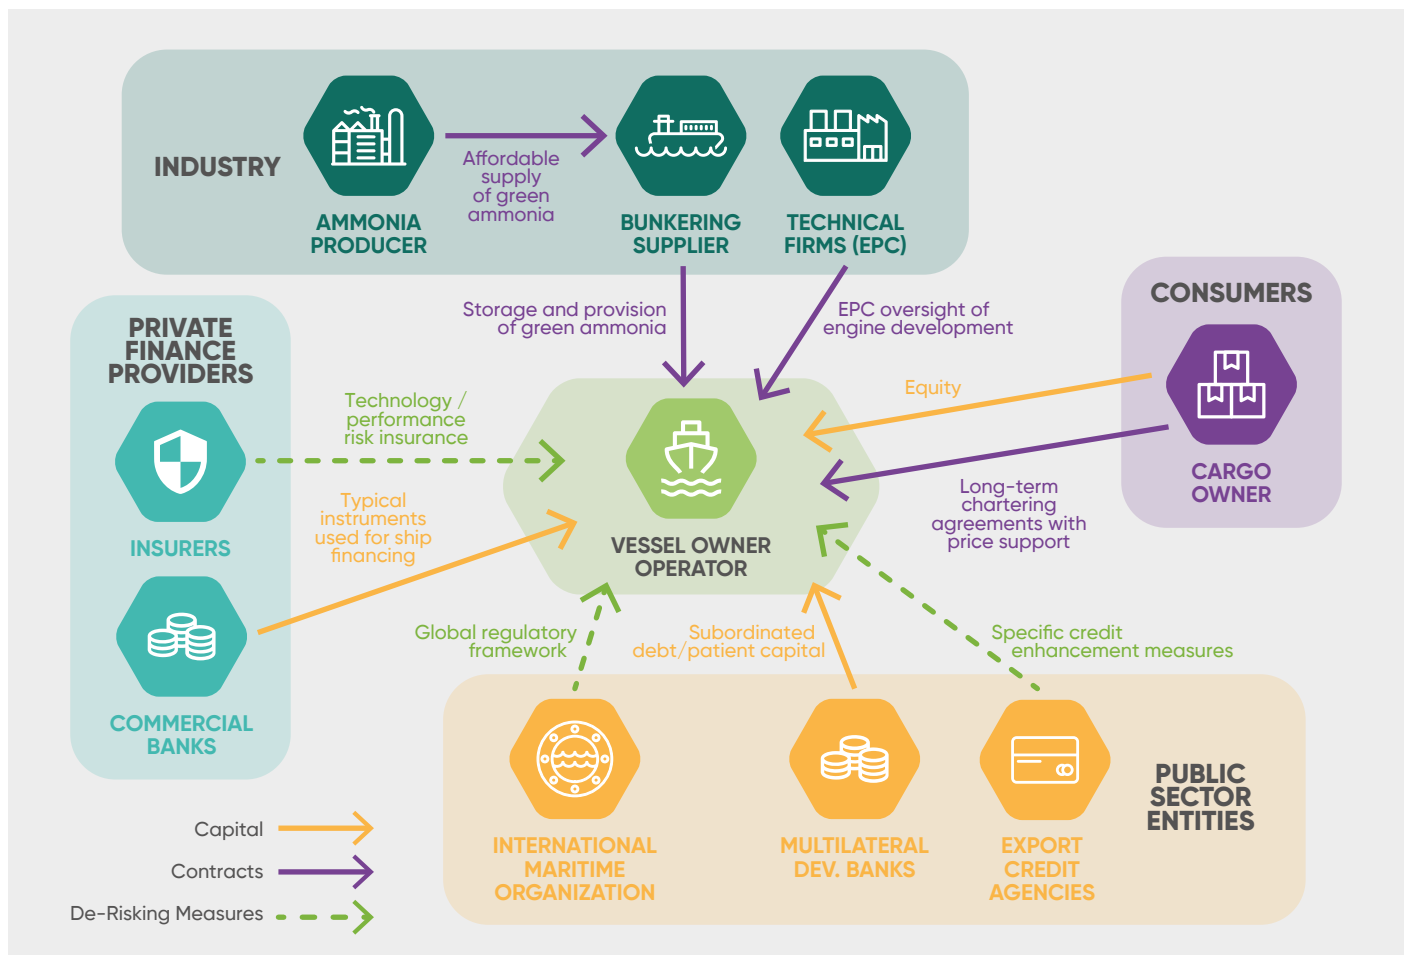 INDUSTRY
AMMONIA
PRODUCER
Affordable
supply
of green
ammonia
BUNKERING
SUPPLIER
TECHNICAL
FIRMS (EPC)
Storage and provision
of green ammonia
EPC oversight of
engine development
CONSUMERS
CARGO
OWNER
Equity
Long-term
chartering
agreements with
price support
PRIVATE
FINANCE
PROVIDERS
INSURERS
COMMERCIAL
BANKS
Technology /
performance
risk insurance
Typical
instruments
used for ship
financing
VESSEL OWNER
OPERATOR
Global regulatory
framework
Subordinated
debt/patient capital
Specific credit
enhancement measures
INTERNATIONAL
MARITIME
ORGANIZATION
MULTILATERAL
DEV. BANKS
EXPORT
CREDIT
AGENCIES
PUBLIC
SECTOR
ENTITIES
Capital
Contracts
De-Risking Measures